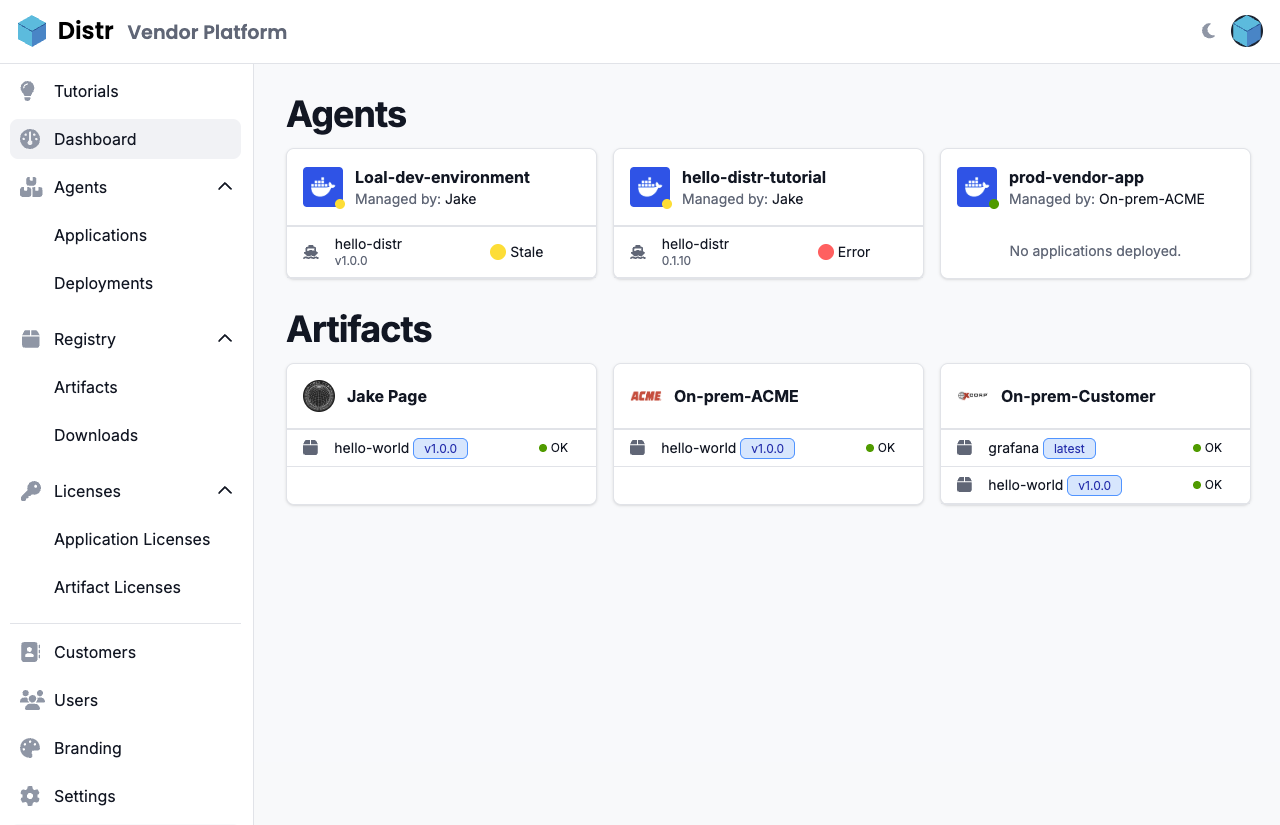 Distr Vendor Platform
Tutorials
Dashboard
Agents
Applications
Deployments
Registry
Artifacts
Downloads
Licenses
Application Licenses
Artifact Licenses
Customers
Users
Branding
Settings
Agents
Loal-dev-environment
Managed by: Jake
hello-distr
v1.0.0
Stale
hello-distr-tutorial
Managed by: Jake
hello-distr
0.1.10
Error
prod-vendor-app
Managed by: On-prem-ACME
No applications deployed.
Artifacts
Jake Page
hello-world v1.0.0 OK
ACME On-prem-ACME
hello-world v1.0.0 OK
XCORP On-prem-Customer
grafana latest OK
hello-world v1.0.0 OK